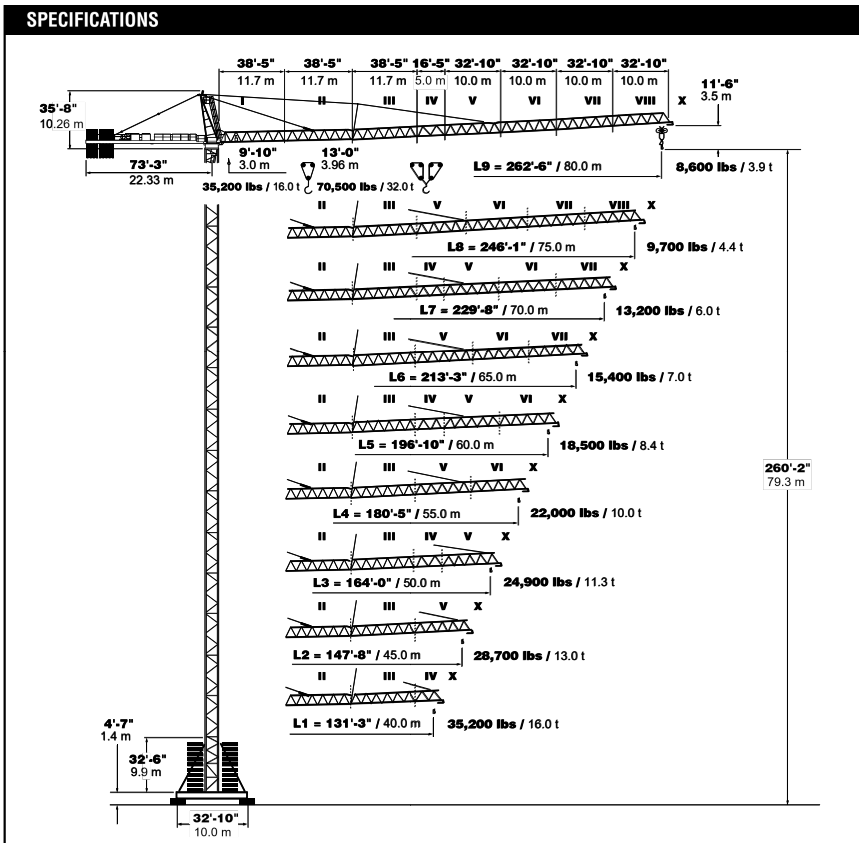 SPECIFICATIONS
38'-5" 38'-5" 38'-5" 16'-5" 32'-10" 32'-10" 32'-10" 32'-10"
11.7 m 11.7 m 11.7 m 5.0 m 10.0 m 10.0 m 10.0 m 10.0 m
11'-6"
3.5 m
I II III IV V VI VII VIII X
35'-8"
10.26 m
73'-3"
22.33 m
9'-10"
3.0 m
13'-0"
3.96 m
35,200 lbs / 16.0 t 70,500 lbs / 32.0 t
L9 = 262'-6" / 80.0 m 8,600 lbs / 3.9 t
II III V VI VII VIII X
L8 = 246'-1" / 75.0 m 9,700 lbs / 4.4 t
II III IV V VI VII X
L7 = 229'-8" / 70.0 m 13,200 lbs / 6.0 t
II III V VI VII X
L6 = 213'-3" / 65.0 m 15,400 lbs / 7.0 t
II III IV V VI X
L5 = 196'-10" / 60.0 m 18,500 lbs / 8.4 t
II III V VI X
L4 = 180'-5" / 55.0 m 22,000 lbs / 10.0 t
II III IV V X
L3 = 164'-0" / 50.0 m 24,900 lbs / 11.3 t
II III V X
L2 = 147'-8" / 45.0 m 28,700 lbs / 13.0 t
II III IV X
L1 = 131'-3" / 40.0 m 35,200 lbs / 16.0 t
260'-2"
79.3 m
4'-7"
1.4 m
32'-6"
9.9 m
32'-10"
10.0 m